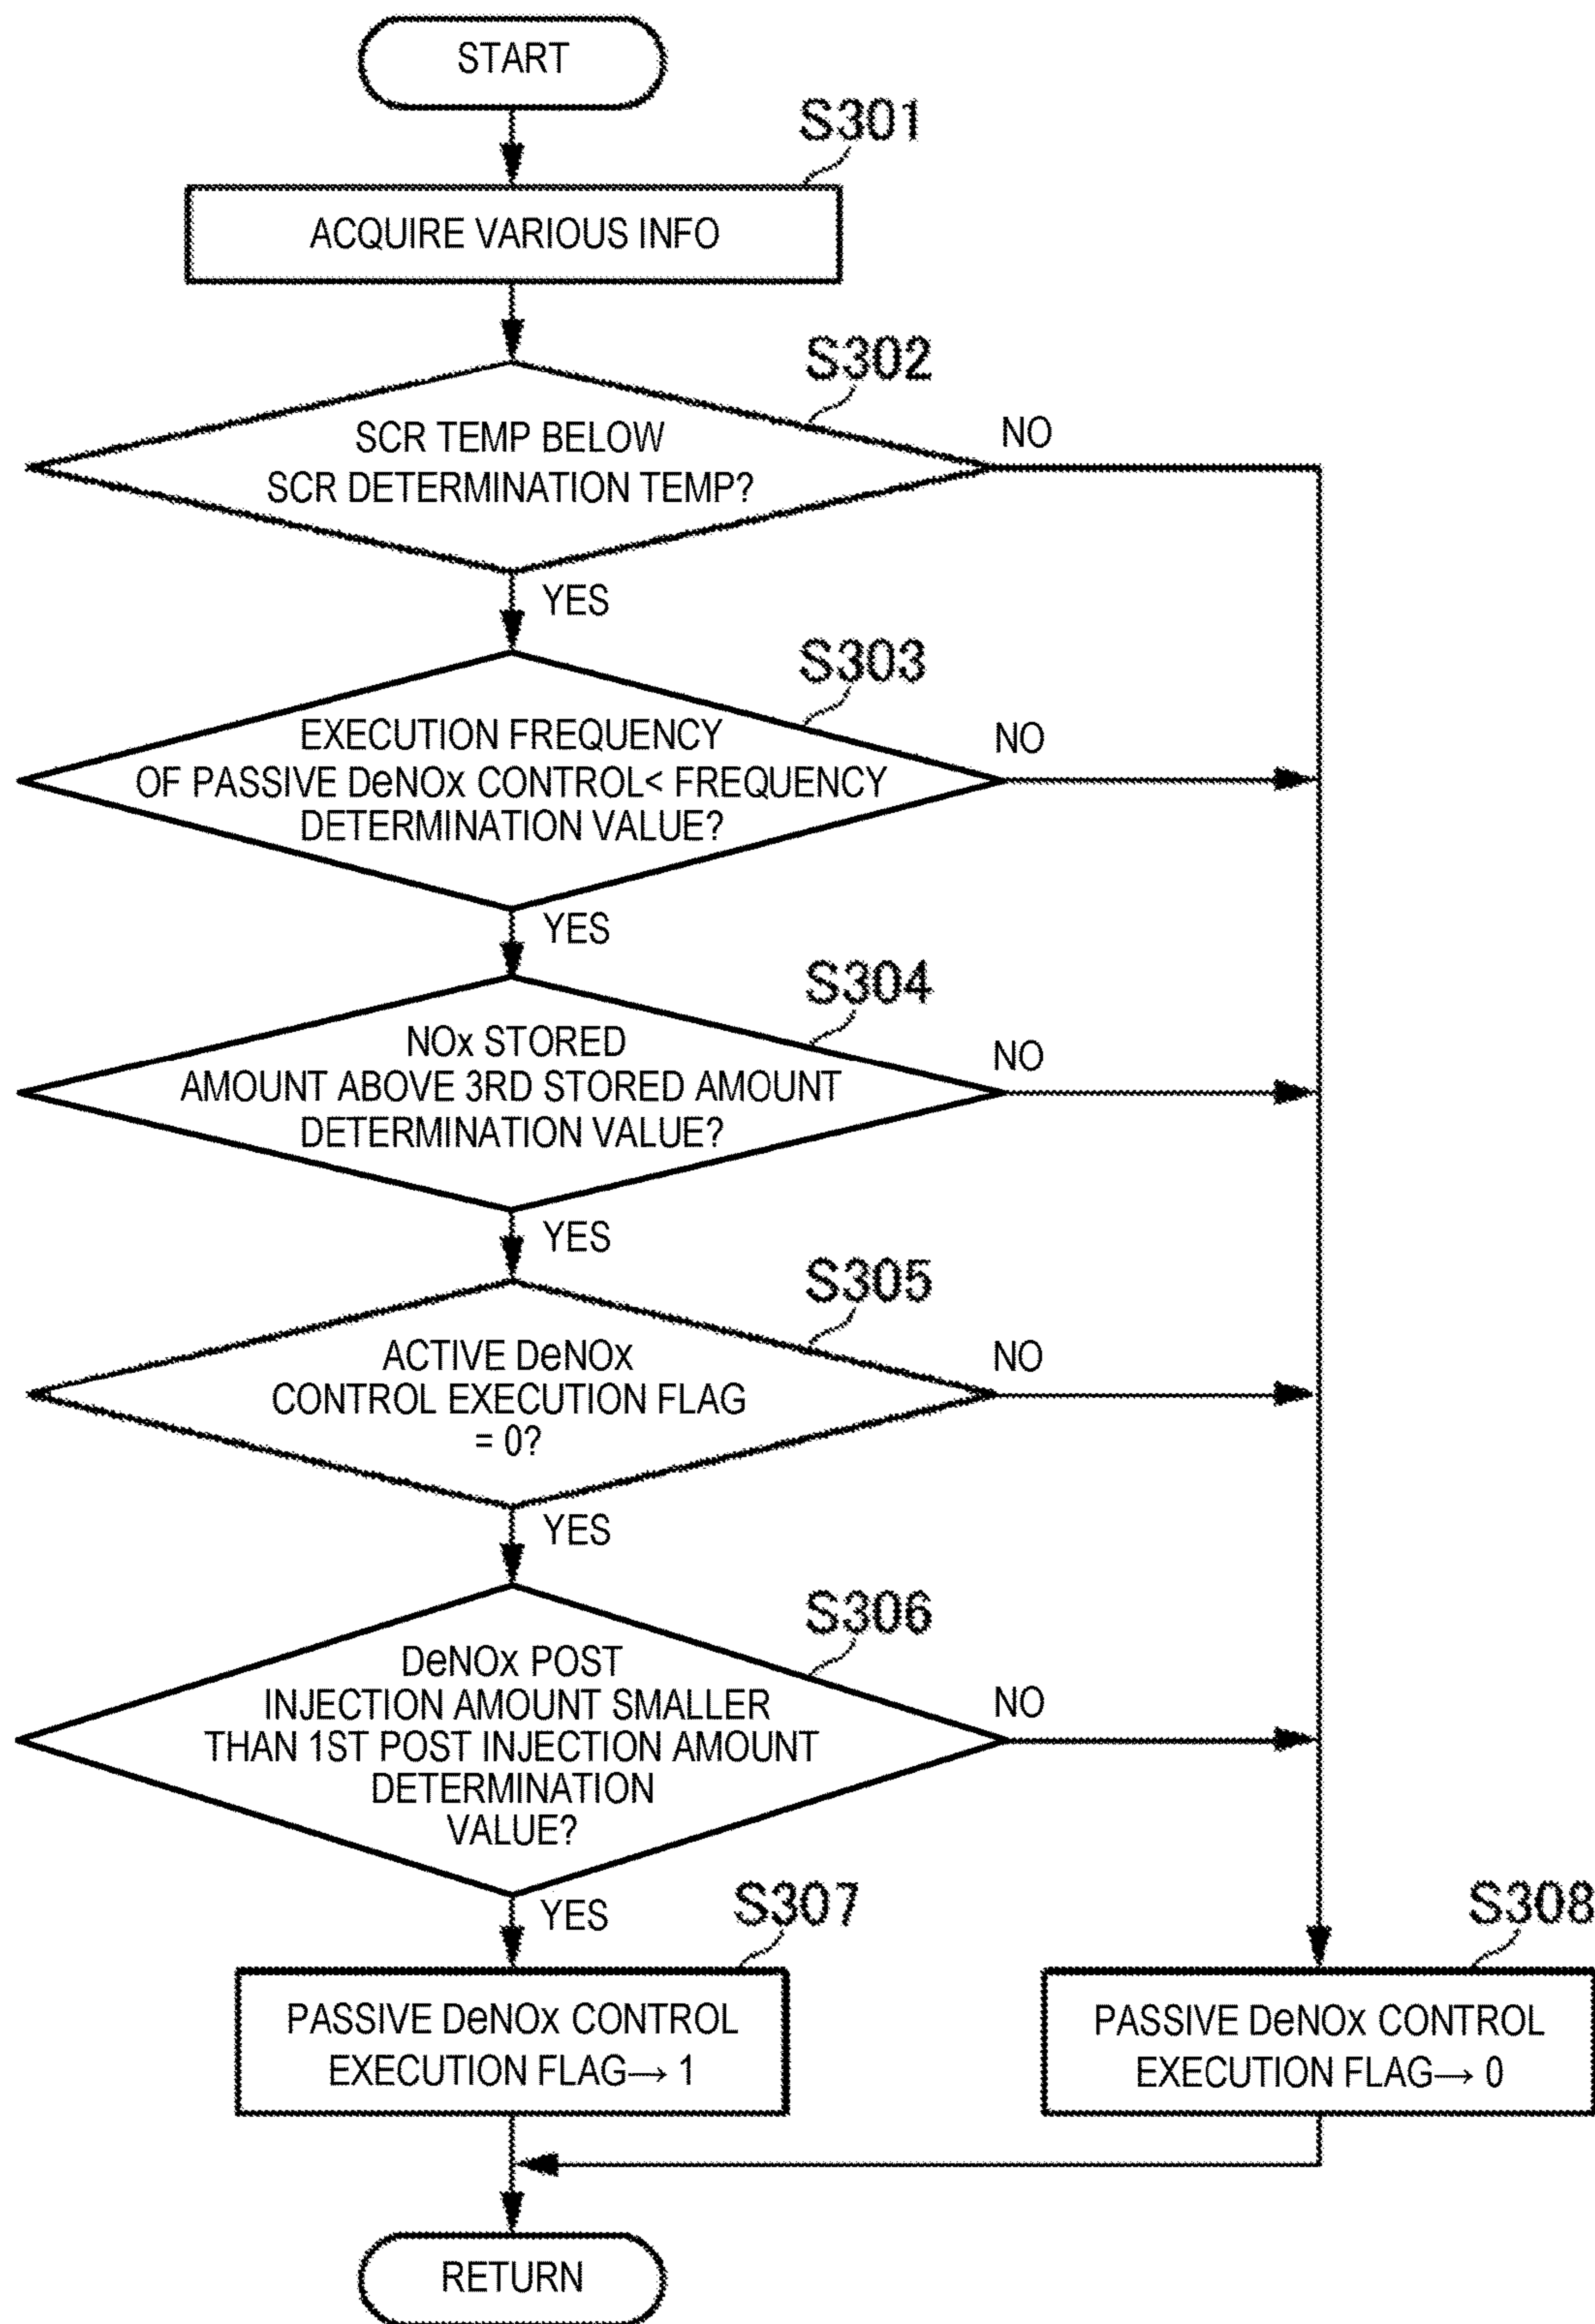 START
S301
ACQUIRE VARIOUS INFO
S302
SCR TEMP BELOW
SCR DETERMINATION TEMP?
NO
YES
S303
EXECUTION FREQUENCY
OF PASSIVE DeNOx CONTROL< FREQUENCY
DETERMINATION VALUE?
NO
YES
S304
NOx STORED
AMOUNT ABOVE 3RD STORED AMOUNT
DETERMINATION VALUE?
NO
YES
S305
ACTIVE DeNOx
CONTROL EXECUTION FLAG
= 0?
NO
YES
S306
DeNOx POST
INJECTION AMOUNT SMALLER
THAN 1ST POST INJECTION AMOUNT
DETERMINATION
VALUE?
NO
YES
S307
PASSIVE DeNOx CONTROL
EXECUTION FLAG→ 1
S308
PASSIVE DeNOx CONTROL
EXECUTION FLAG→ 0
RETURN